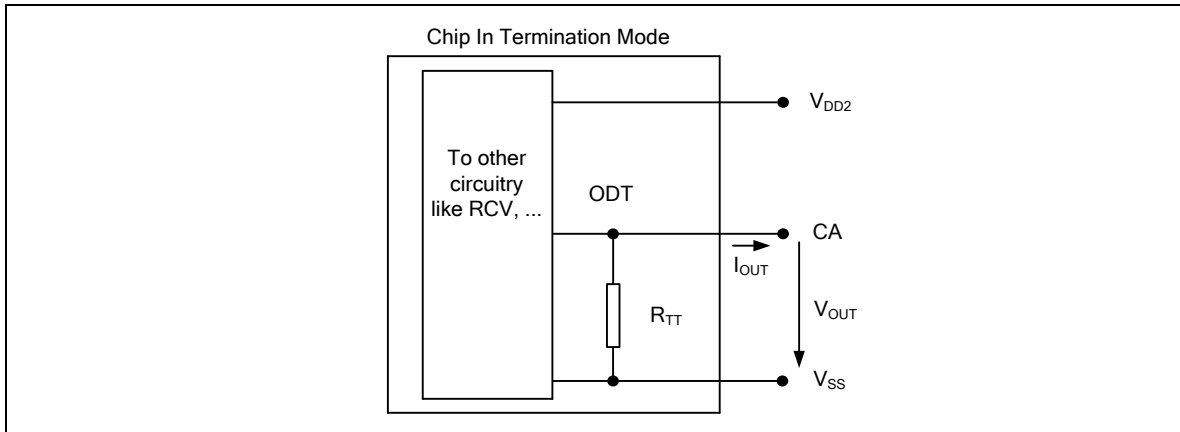 Chip In Termination Mode
V_DD2
To other
circuitry
like RCV, ...
ODT
CA
I_OUT
R_TT
V_OUT
V_SS